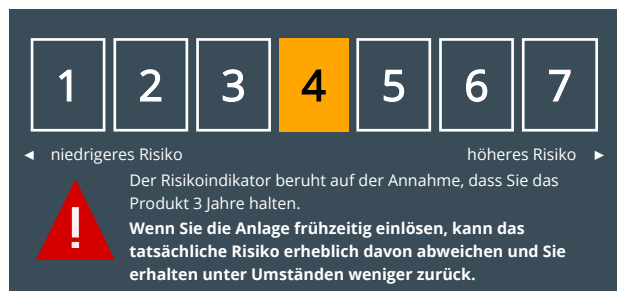 1 2 3 4 5 6 7
◄ niedrigeres Risiko höheres Risiko ►
Der Risikoindikator beruht auf der Annahme, dass Sie das
Produkt 3 Jahre halten.
!
Wenn Sie die Anlage frühzeitig einlösen, kann das
tatsächliche Risiko erheblich davon abweichen und Sie
erhalten unter Umständen weniger zurück.